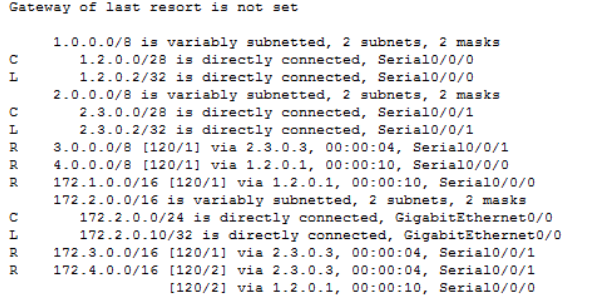 Gateway of last resort is not set
1.0.0.0/8 is variably subnetted, 2 subnets, 2 masks
C 1.2.0.0/28 is directly connected, Serial0/0/0
L 1.2.0.2/32 is directly connected, Serial0/0/0
2.0.0.0/8 is variably subnetted, 2 subnets, 2 masks
C 2.3.0.0/28 is directly connected, Serial0/0/1
L 2.3.0.2/32 is directly connected, Serial0/0/1
R 3.0.0.0/8 [120/1] via 2.3.0.3, 00:00:04, Serial0/0/1
R 4.0.0.0/8 [120/1] via 1.2.0.1, 00:00:10, Serial0/0/0
R 172.1.0.0/16 [120/1] via 1.2.0.1, 00:00:10, Serial0/0/0
172.2.0.0/16 is variably subnetted, 2 subnets, 2 masks
C 172.2.0.0/24 is directly connected, GigabitEthernet0/0
L 172.2.0.10/32 is directly connected, GigabitEthernet0/0
R 172.3.0.0/16 [120/1] via 2.3.0.3, 00:00:04, Serial0/0/1
R 172.4.0.0/16 [120/2] via 2.3.0.3, 00:00:04, Serial0/0/1
[120/2] via 1.2.0.1, 00:00:10, Serial0/0/0